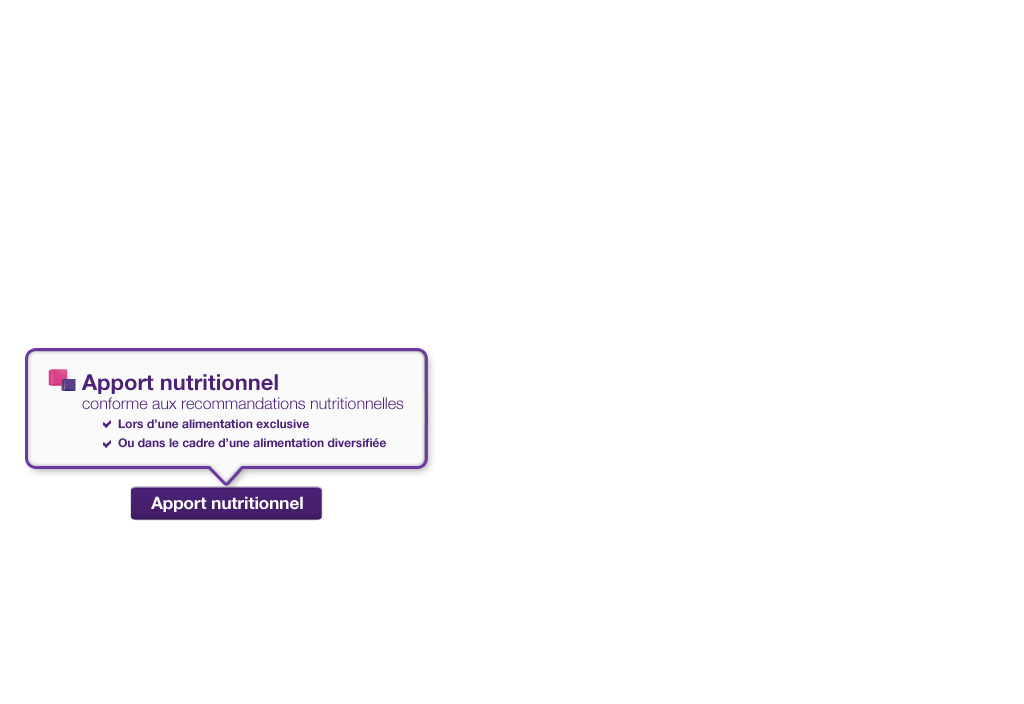 Apport nutritionnel
conforme aux recommandations nutritionnelles
Lors d’une alimentation exclusive
Ou dans le cadre d’une alimentation diversifiée
Apport nutritionnel